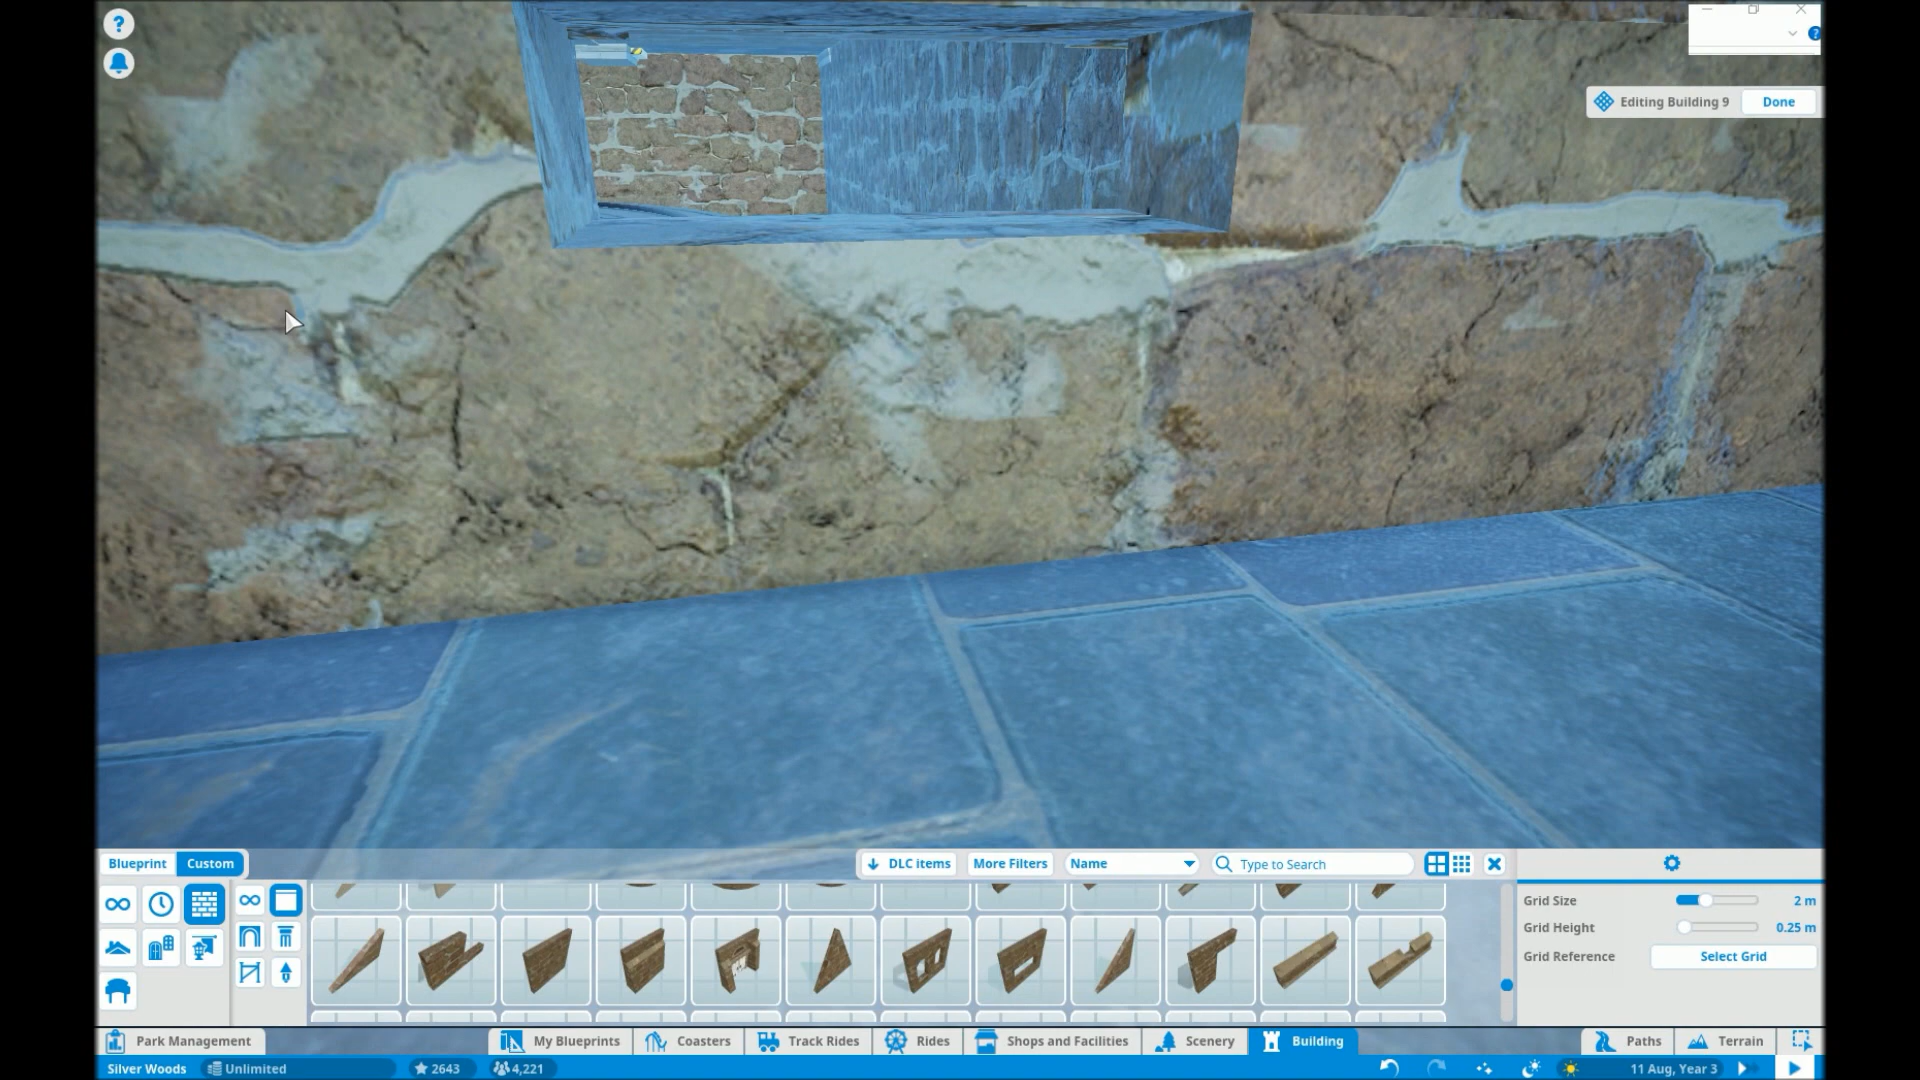 ?
?
Editing Building 9 Done
Blueprint Custom
DLC items More Filters Name Type to Search
Grid Size 2 m
Grid Height 0.25 m
Grid Reference Select Grid
Park Management My Blueprints Coasters Track Rides Rides Shops and Facilities Scenery Building Paths Terrain
Silver Woods Unlimited 2643 4,221 11 Aug, Year 3